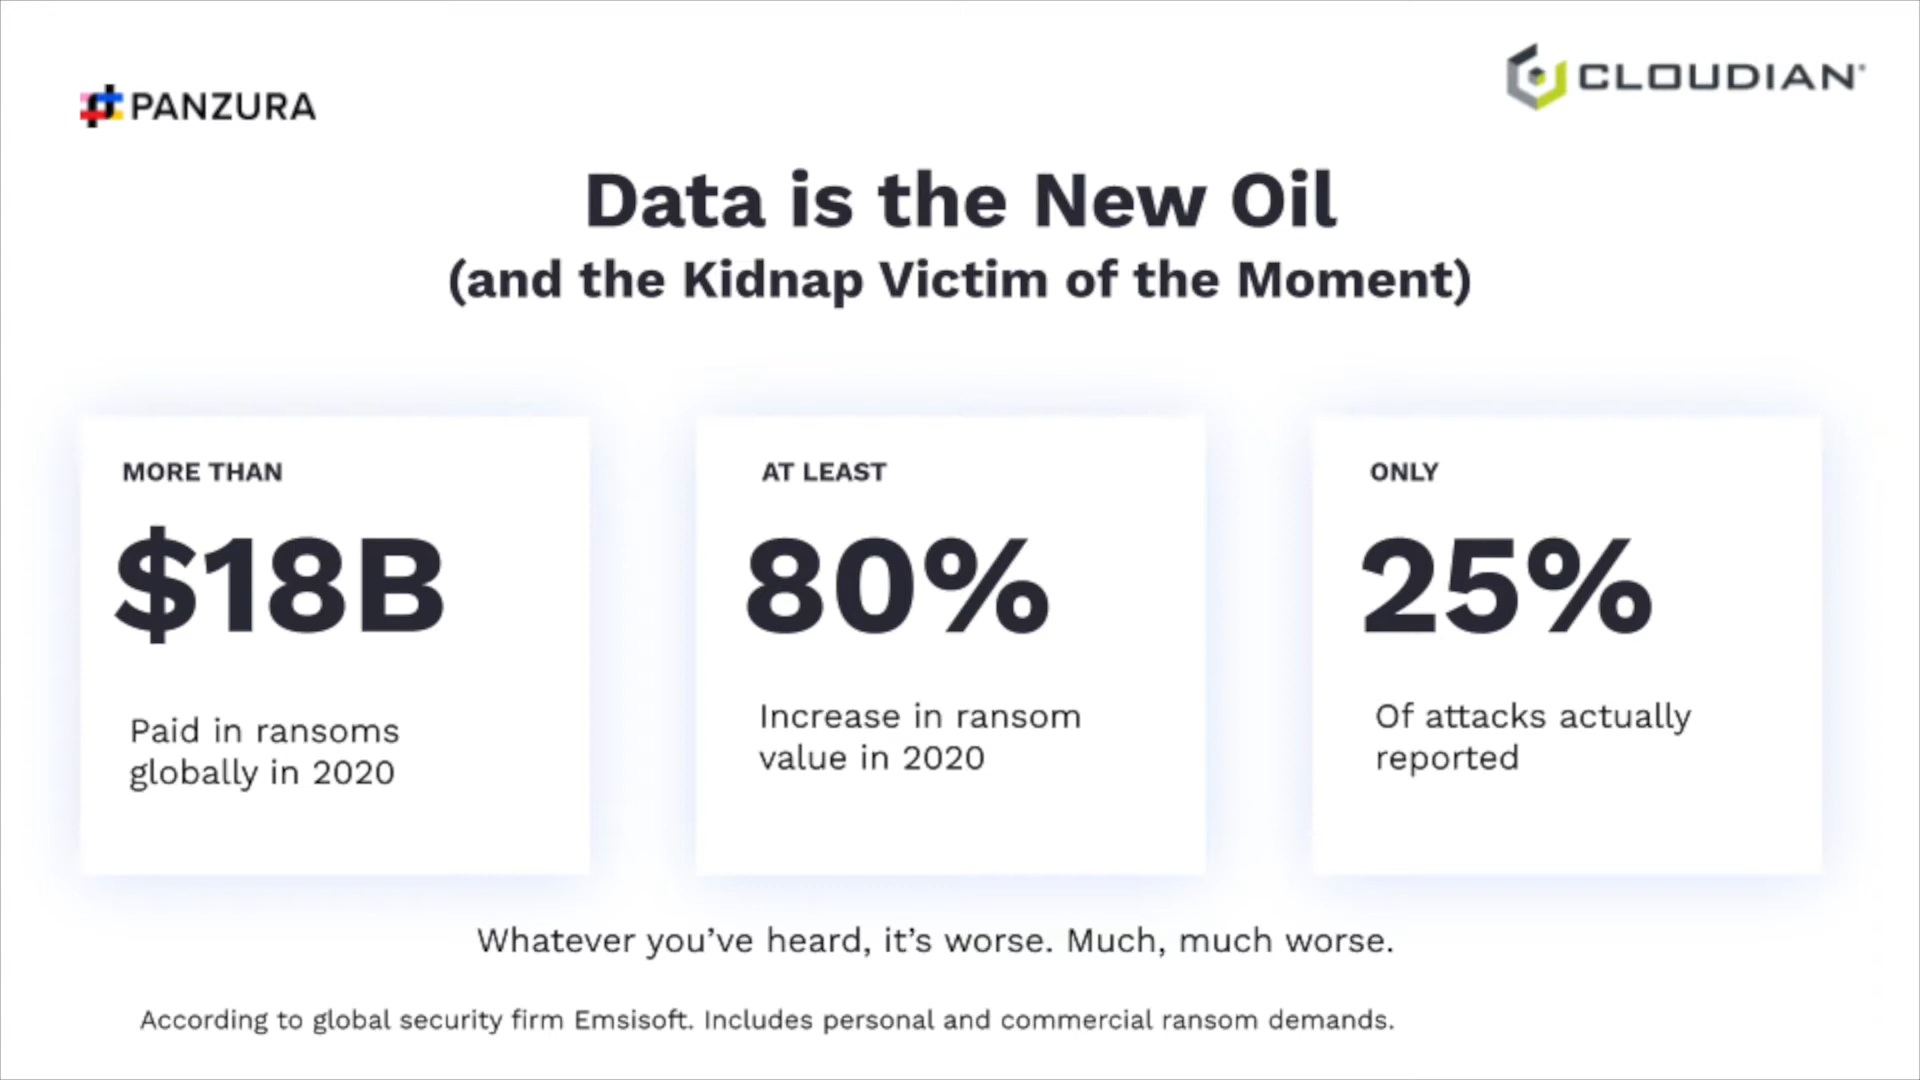 PANZURA
CLOUDIAN
Data is the New Oil
(and the Kidnap Victim of the Moment)
MORE THAN
$18B
Paid in ransoms
globally in 2020
AT LEAST
80%
Increase in ransom
value in 2020
ONLY
25%
Of attacks actually
reported
Whatever you’ve heard, it’s worse. Much, much worse.
According to global security firm Emsisoft. Includes personal and commercial ransom demands.